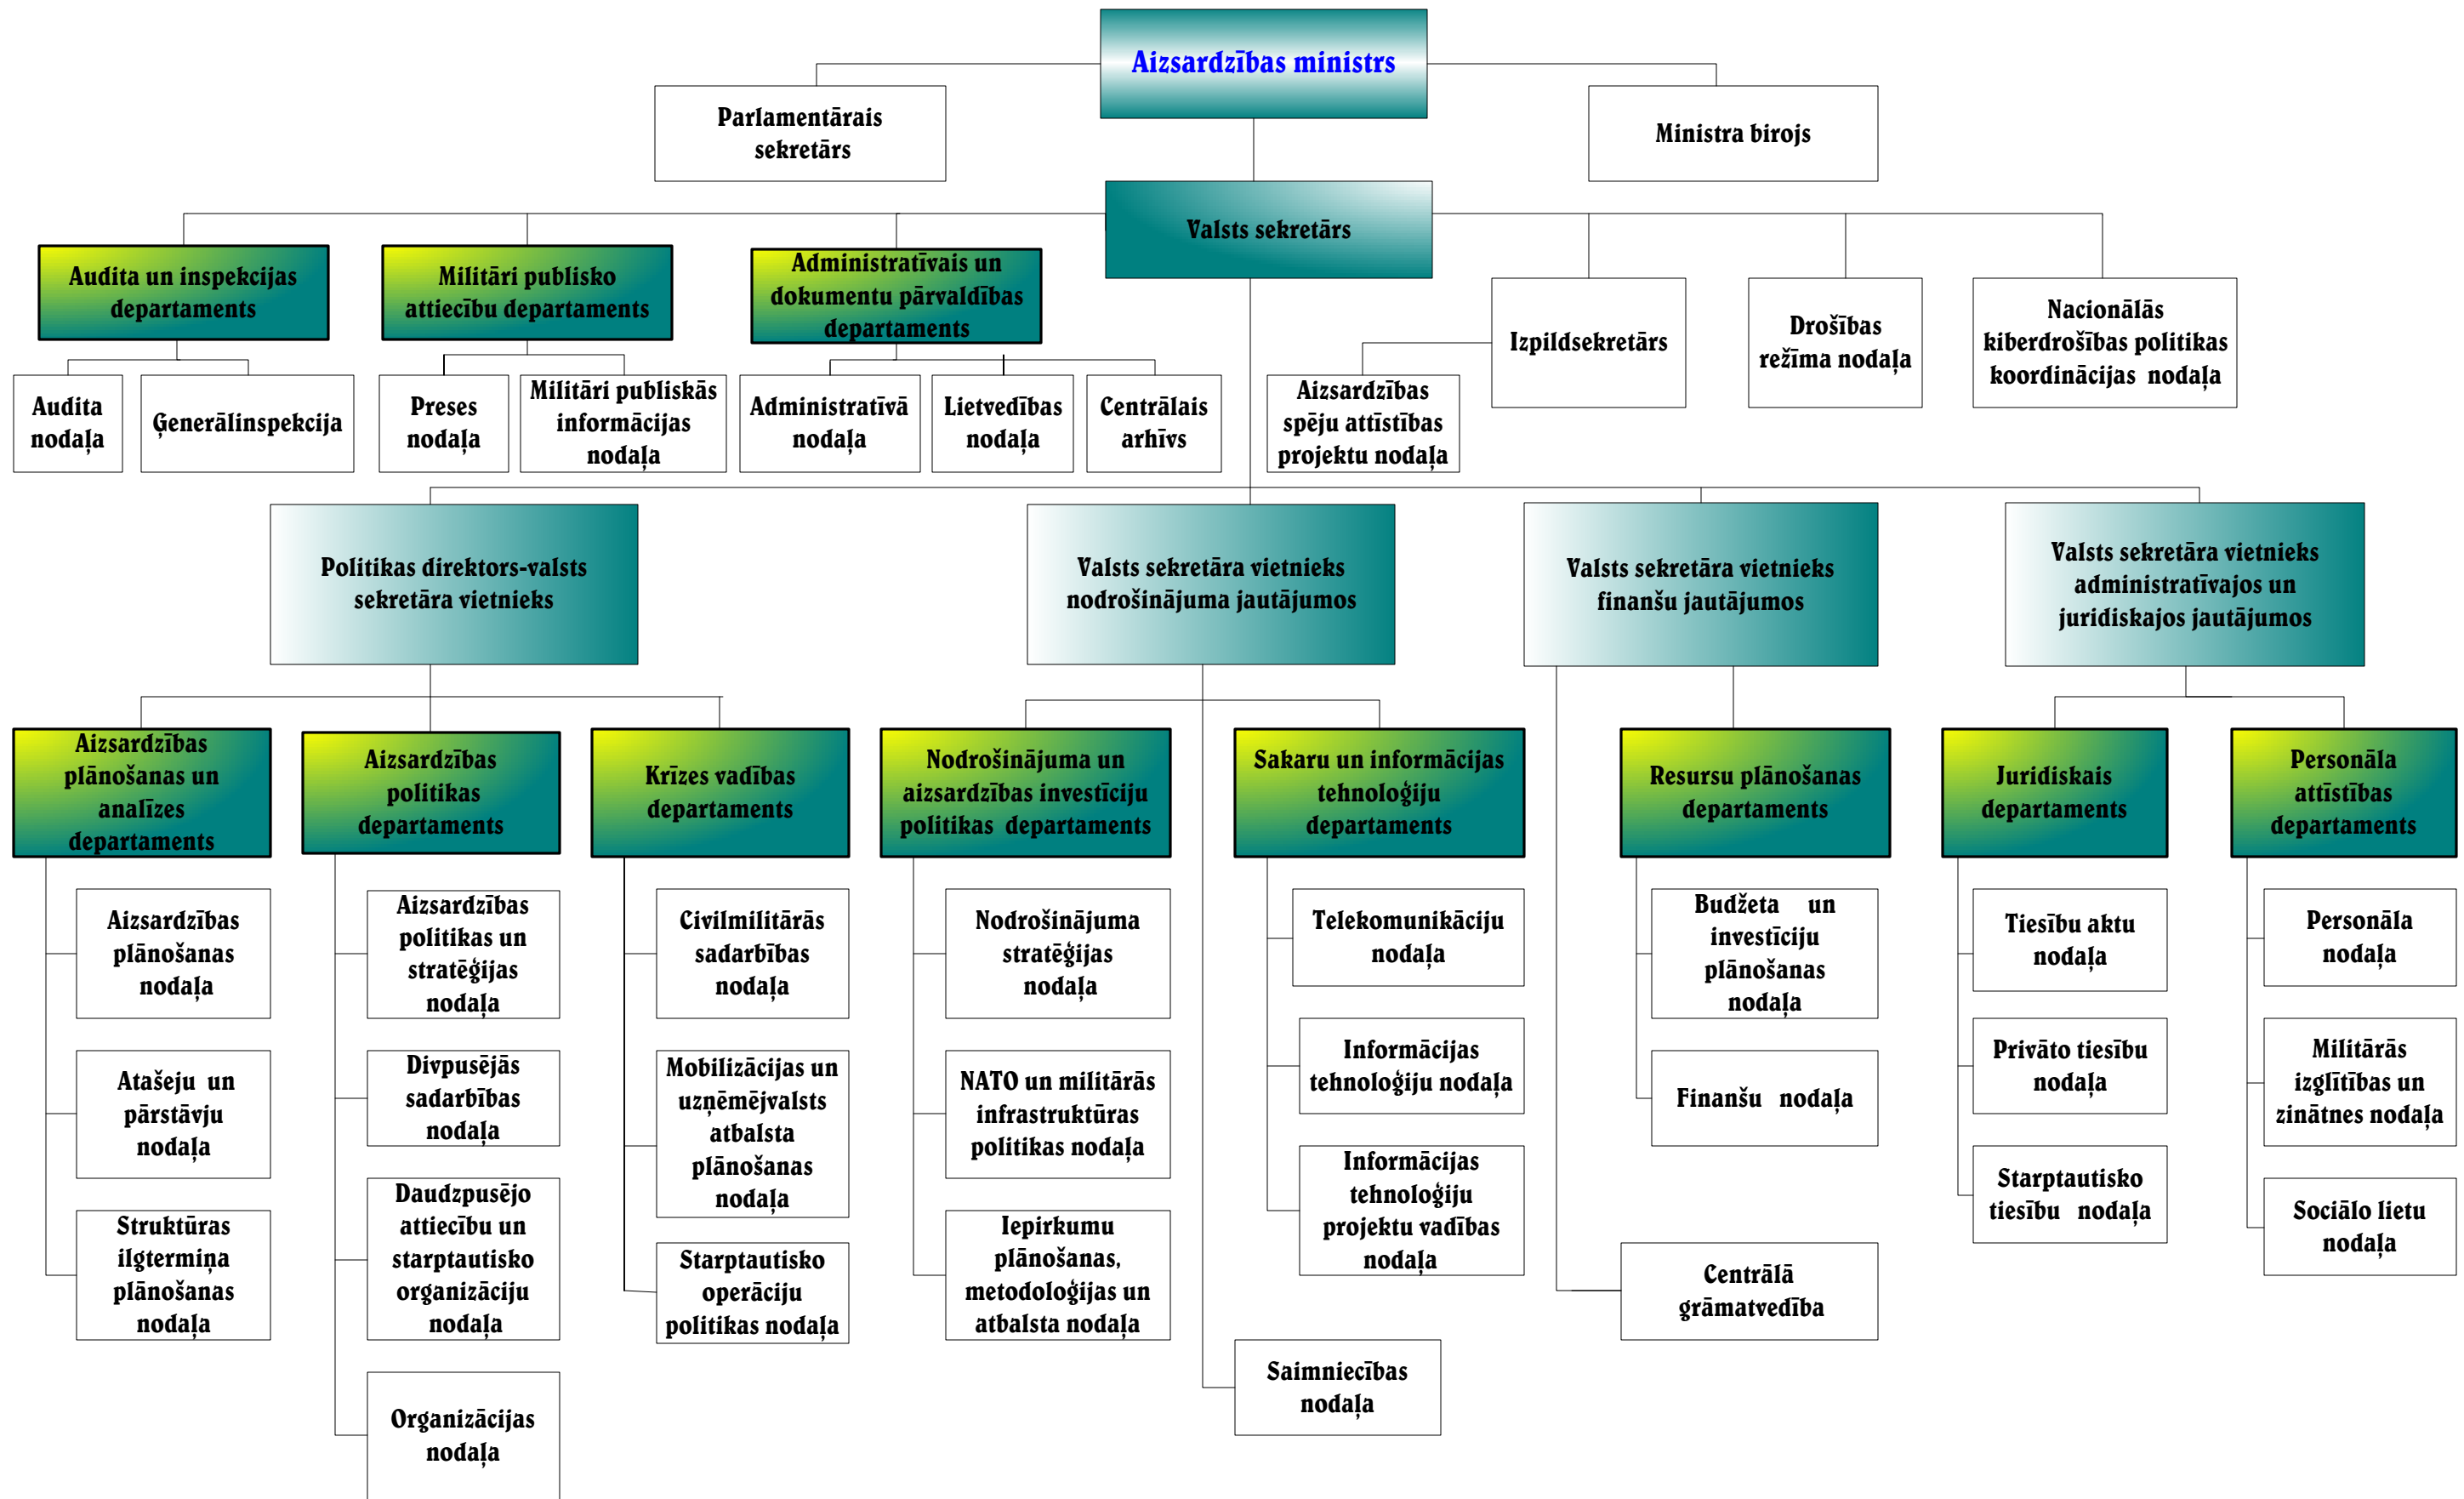 Aizsardzības ministrs
Parlamentārais
sekretārs
Ministra birojs
Valsts sekretārs
Audita un inspekcijas
departaments
Militāri publisko
attiecību departaments
Administratīvais un
dokumentu pārvaldības
departaments
Izpildsekretārs
Drošības
režīma nodaļa
Nacionālās
kiberdrošības politikas
koordinācijas nodaļa
Audita
nodaļa
Ģenerālinspekcija
Preses
nodaļa
Militāri publiskās
informācijas
nodaļa
Administratīvā
nodaļa
Lietvedības
nodaļa
Centrālais
arhīvs
Aizsardzības
spēju attīstības
projektu nodaļa
Politikas direktors-valsts
sekretāra vietnieks
Valsts sekretāra vietnieks
nodrošinājuma jautājumos
Valsts sekretāra vietnieks
finanšu jautājumos
Valsts sekretāra vietnieks
administratīvajos un
juridiskajos jautājumos
Aizsardzības
plānošanas un
analīzes
departaments
Aizsardzības
politikas
departaments
Krīzes vadības
departaments
Nodrošinājuma un
aizsardzības investīciju
politikas departaments
Sakaru un informācijas
tehnoloģiju
departaments
Resursu plānošanas
departaments
Juridiskais
departaments
Personāla
attīstības
departaments
Aizsardzības
plānošanas
nodaļa
Atašeju un
pārstāvju
nodaļa
Struktūras
ilgtermiņa
plānošanas
nodaļa
Aizsardzības
politikas un
stratēģijas
nodaļa
Divpusējās
sadarbības
nodaļa
Daudzpusējo
attiecību un
starptautisko
organizāciju
nodaļa
Organizācijas
nodaļa
Civilmilitārās
sadarbības
nodaļa
Mobilizācijas un
uzņēmējvalsts
atbalsta
plānošanas
nodaļa
Starptautisko
operāciju
politikas nodaļa
Nodrošinājuma
stratēģijas
nodaļa
NATO un militārās
infrastruktūras
politikas nodaļa
Iepirkumu
plānošanas,
metodoloģijas un
atbalsta nodaļa
Telekomunikāciju
nodaļa
Informācijas
tehnoloģiju nodaļa
Informācijas
tehnoloģiju
projektu vadības
nodaļa
Saimniecības
nodaļa
Budžeta un
investīciju
plānošanas
nodaļa
Finanšu nodaļa
Centrālā
grāmatvedība
Tiesību aktu
nodaļa
Privāto tiesību
nodaļa
Starptautisko
tiesību nodaļa
Personāla
nodaļa
Militārās
izglītības un
zinātnes nodaļa
Sociālo lietu
nodaļa